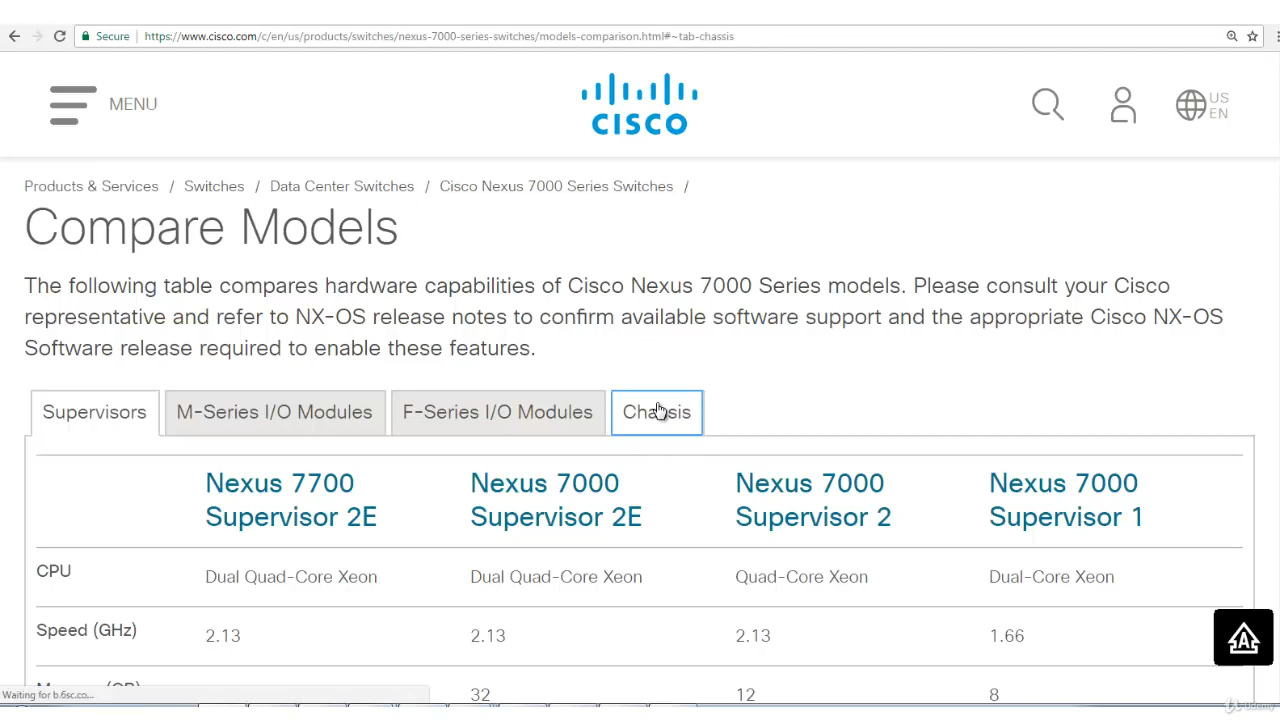 Secure https://www.cisco.com/c/en/us/products/switches/nexus-7000-series-switches/models-comparison.html#~tab-chassis
MENU
CISCO
US
EN
Products & Services / Switches / Data Center Switches / Cisco Nexus 7000 Series Switches /
Compare Models
The following table compares hardware capabilities of Cisco Nexus 7000 Series models. Please consult your Cisco
representative and refer to NX-OS release notes to confirm available software support and the appropriate Cisco NX-OS
Software release required to enable these features.
Supervisors M-Series I/O Modules F-Series I/O Modules Chassis
Nexus 7700 Nexus 7000 Nexus 7000 Nexus 7000
Supervisor 2E Supervisor 2E Supervisor 2 Supervisor 1
CPU Dual Quad-Core Xeon Dual Quad-Core Xeon Quad-Core Xeon Dual-Core Xeon
Speed (GHz) 2.13 2.13 2.13 1.66
A
32 12 8
Waiting for b.6sc.co...
Udemy